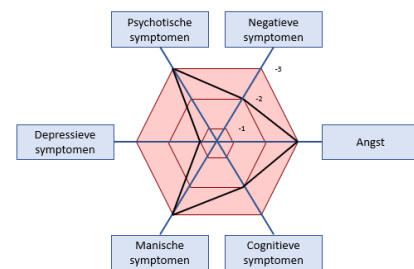 Psychotische
symptomen
Negatieve
symptomen
-3
-2
-1
Depressieve
symptomen
Angst
Manische
symptomen
Cognitieve
symptomen